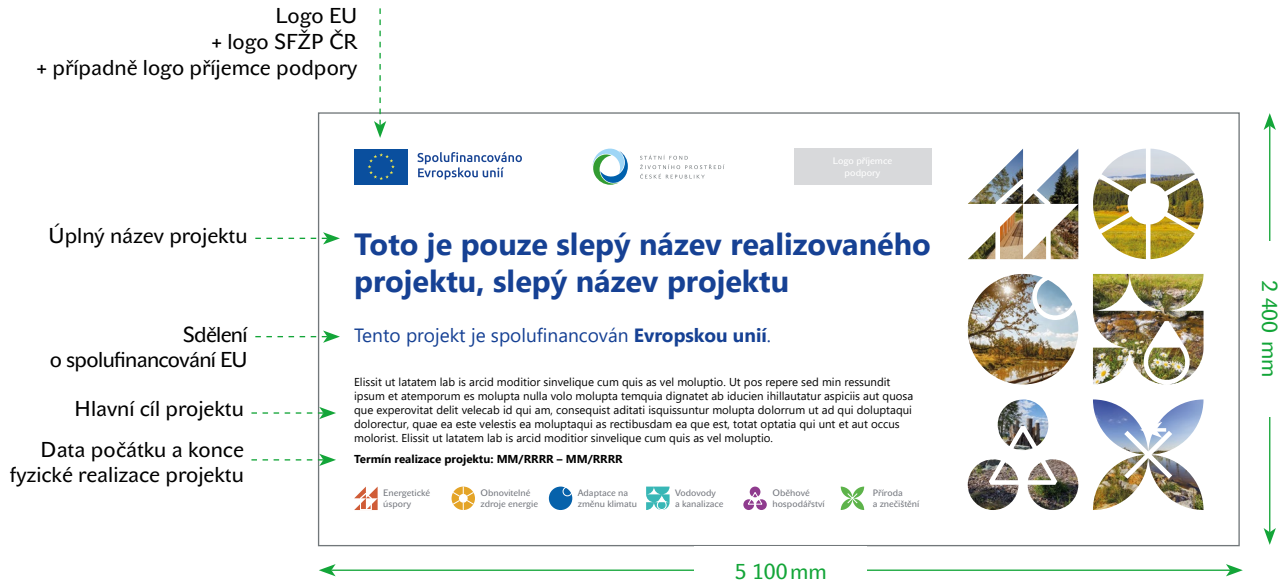 Logo EU
+ logo SFŽP ČR
+ případně logo příjemce podpory
Spolufinancováno
Evropskou unií
STÁTNÍ FOND
ŽIVOTNÍHO PROSTŘEDÍ
ČESKÉ REPUBLIKY
Logo příjemce
podpory
Úplný název projektu
Toto je pouze slepý název realizovaného
projektu, slepý název projektu
Sdělení
o spolufinancování EU
Tento projekt je spolufinancován Evropskou unií.
Hlavní cíl projektu
Elissit ut latatem lab is arcid moditior sinvelique cum quis as vel moluptio. Ut pos repere sed min ressundit
ipsum et atemporum es molupta nulla volo molupta temquia dignatet ab iducien ihillautatur aspiciis aut quosa
que experovitat delit velecab id qui am, consequist aditati isquissuntur molupta dolorrum ut ad qui doluptaqui
dolorectur, quae ea este velestis ea moluptaqui as rectibusdam ea que est, totat optatia qui unt et aut occus
molorist. Elissit ut latatem lab is arcid moditior sinvelique cum quis as vel moluptio.
Data počátku a konce
fyzické realizace projektu
Termín realizace projektu: MM/RRRR – MM/RRRR
Energetické
úspory
Obnovitelné
zdroje energie
Adaptace na
změnu klimatu
Vodovody
a kanalizace
Oběhové
hospodářství
Příroda
a znečištění
2 400 mm
5 100 mm